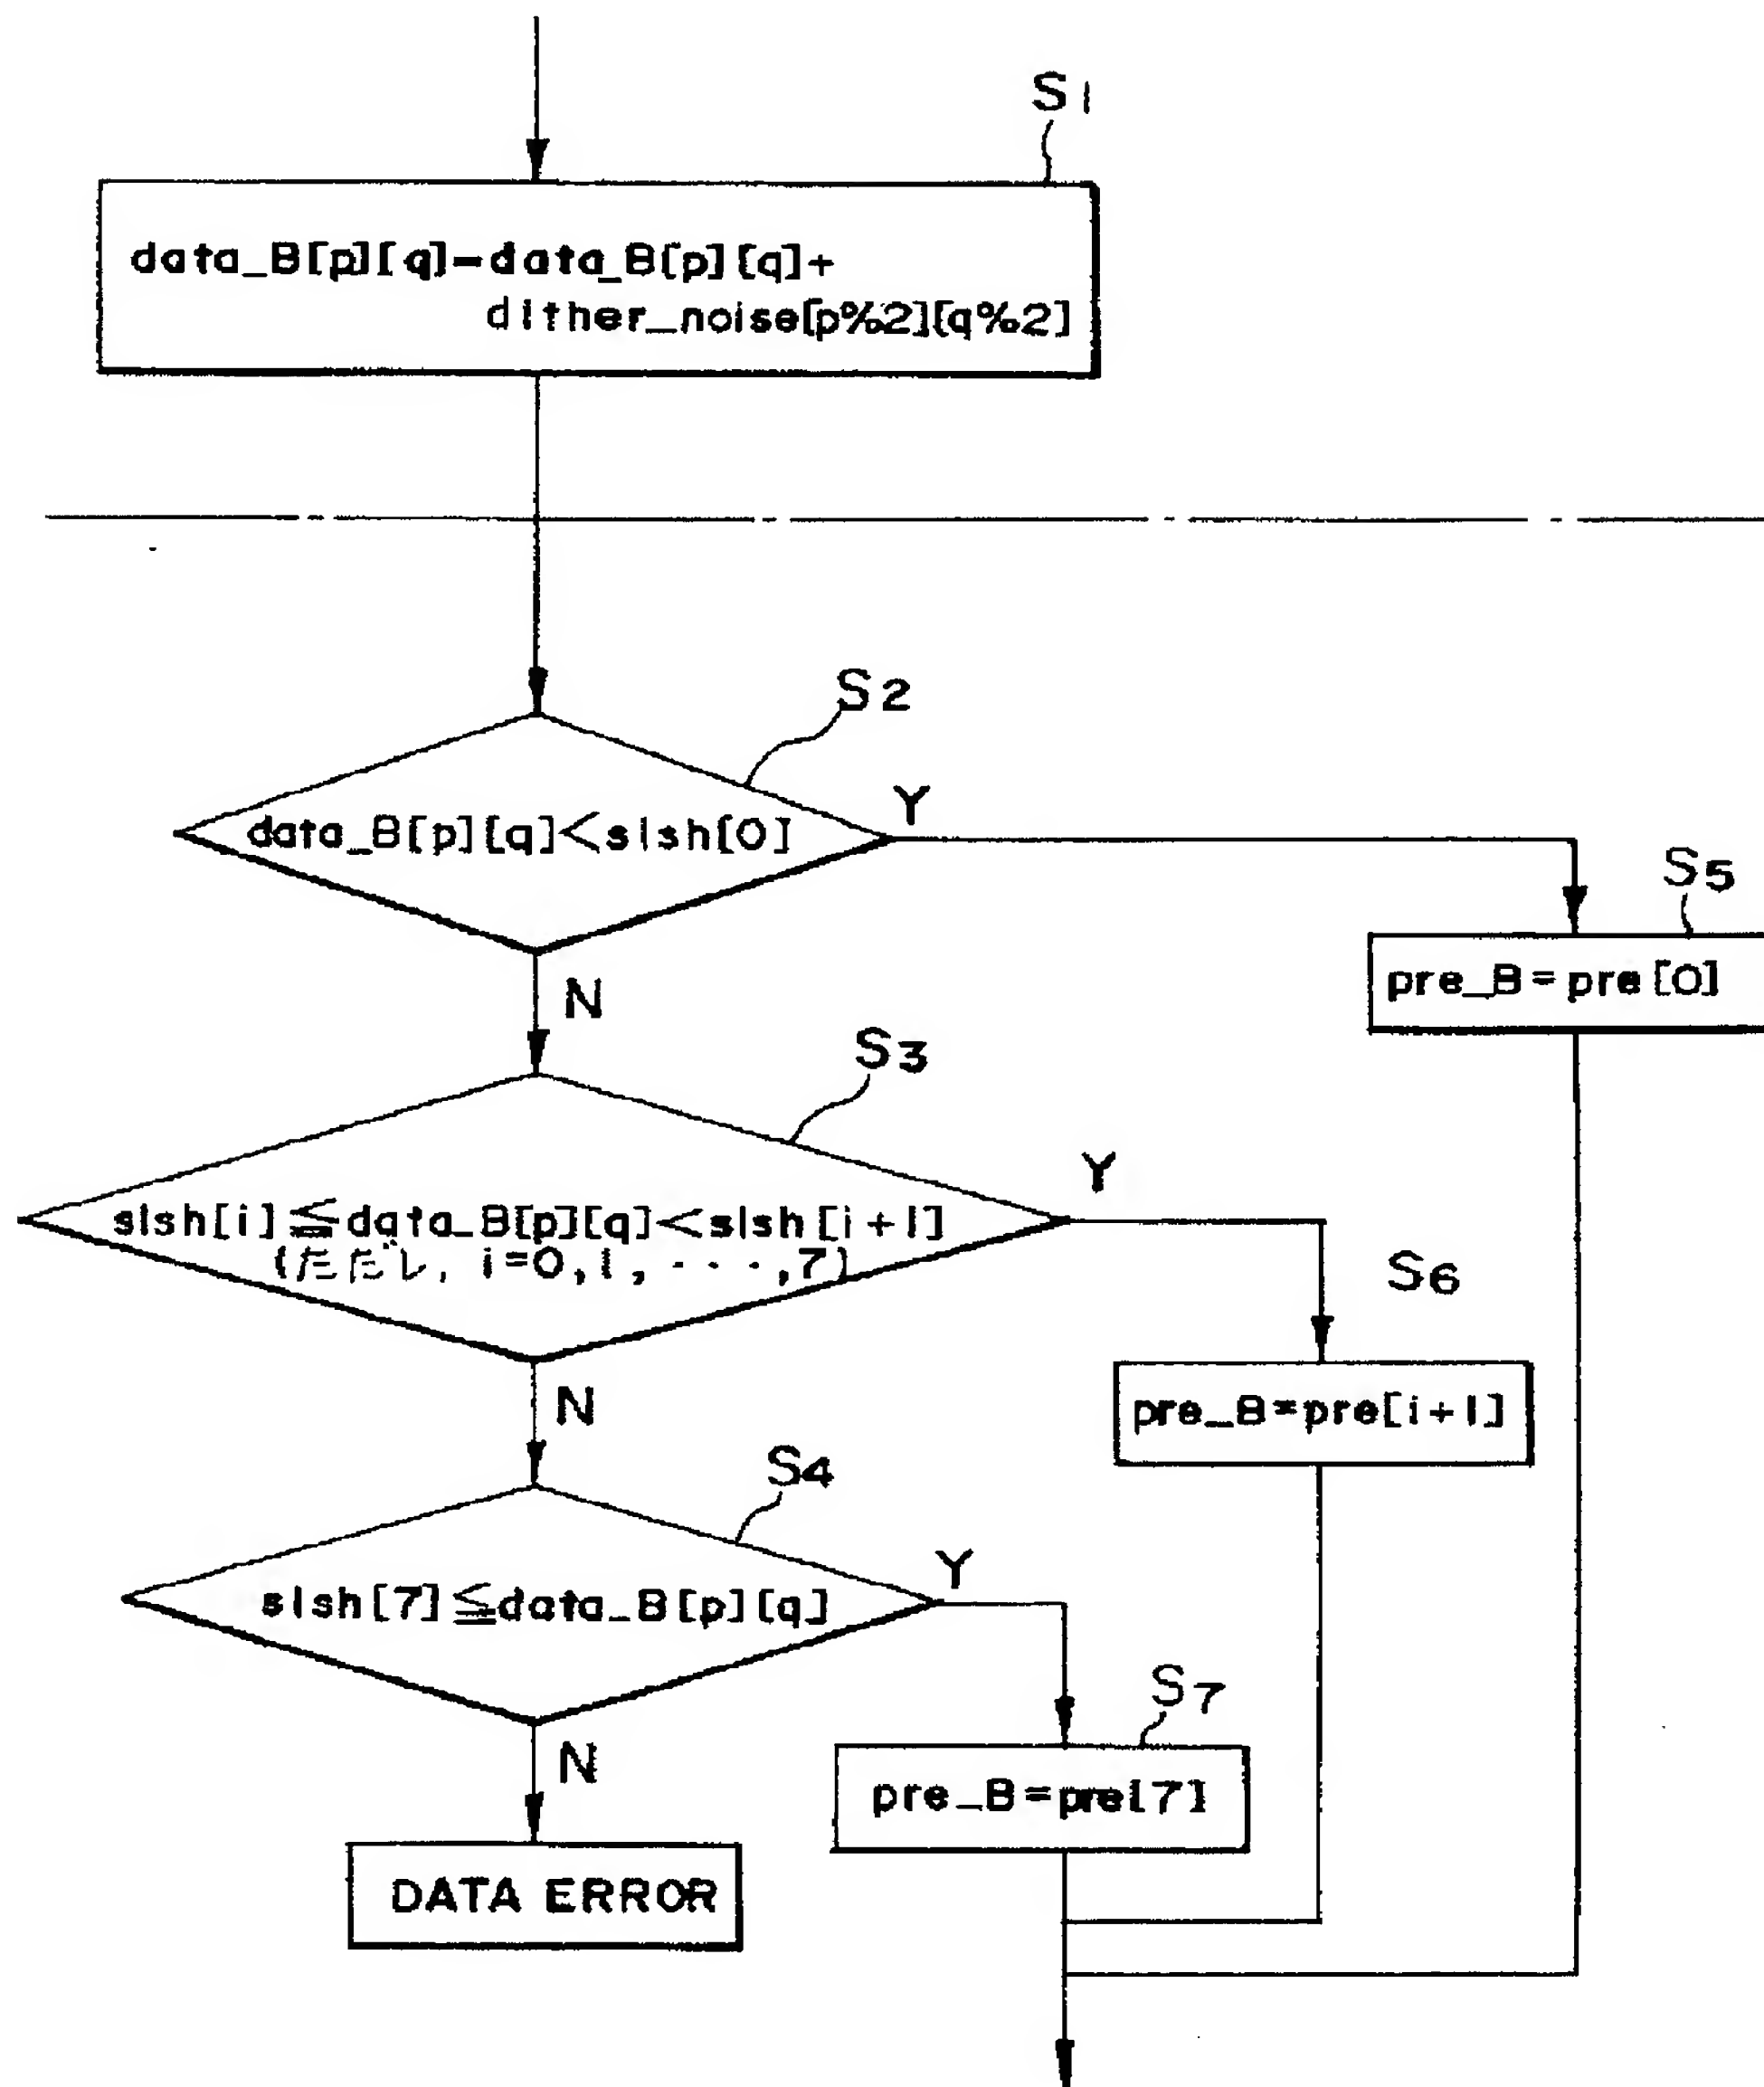 S1
data_B[p][q]=data_B[p][q]+
dither_noise[p%2][q%2]
S2
data_B[p][q]<slsh[0]
Y
S5
pre_B=pre[0]
N
S3
slsh[i]≦data_B[p][q]<slsh[i+1]
(ただし, i=0,1,・・・,7)
Y
S6
pre_B=pre[i+1]
N
S4
slsh[7]≦data_B[p][q]
Y
S7
pre_B=pre[7]
N
DATA ERROR